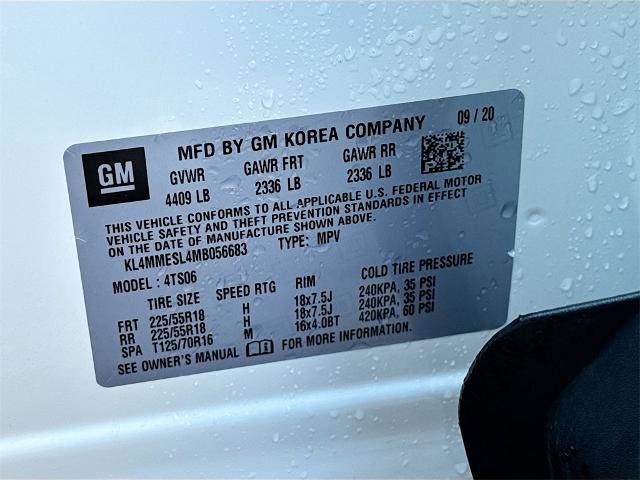 GM
MFD BY GM KOREA COMPANY 09 / 20
GVWR GAWR FRT GAWR RR
4409 LB 2336 LB 2336 LB
THIS VEHICLE CONFORMS TO ALL APPLICABLE U.S. FEDERAL MOTOR
VEHICLE SAFETY AND THEFT PREVENTION STANDARDS IN EFFECT
ON THE DATE OF MANUFACTURE SHOWN ABOVE.
KL4MMESL4MB056683 TYPE: MPV
MODEL : 4TS06
TIRE SIZE SPEED RTG RIM COLD TIRE PRESSURE
FRT 225/55R18 H 18x7.5J 240KPA, 35 PSI
RR 225/55R18 H 18x7.5J 240KPA, 35 PSI
SPA T125/70R16 M 16x4.0BT 420KPA, 60 PSI
SEE OWNER'S MANUAL FOR MORE INFORMATION.